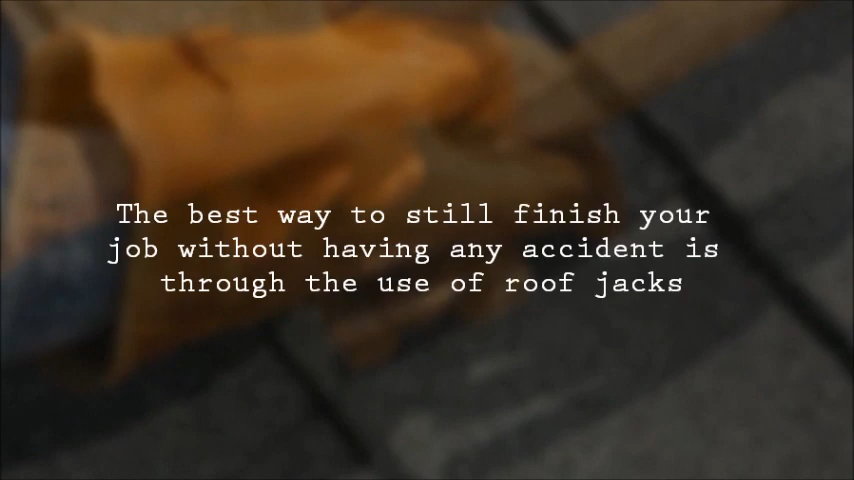 The best way to still finish your
job without having any accident is
through the use of roof jacks